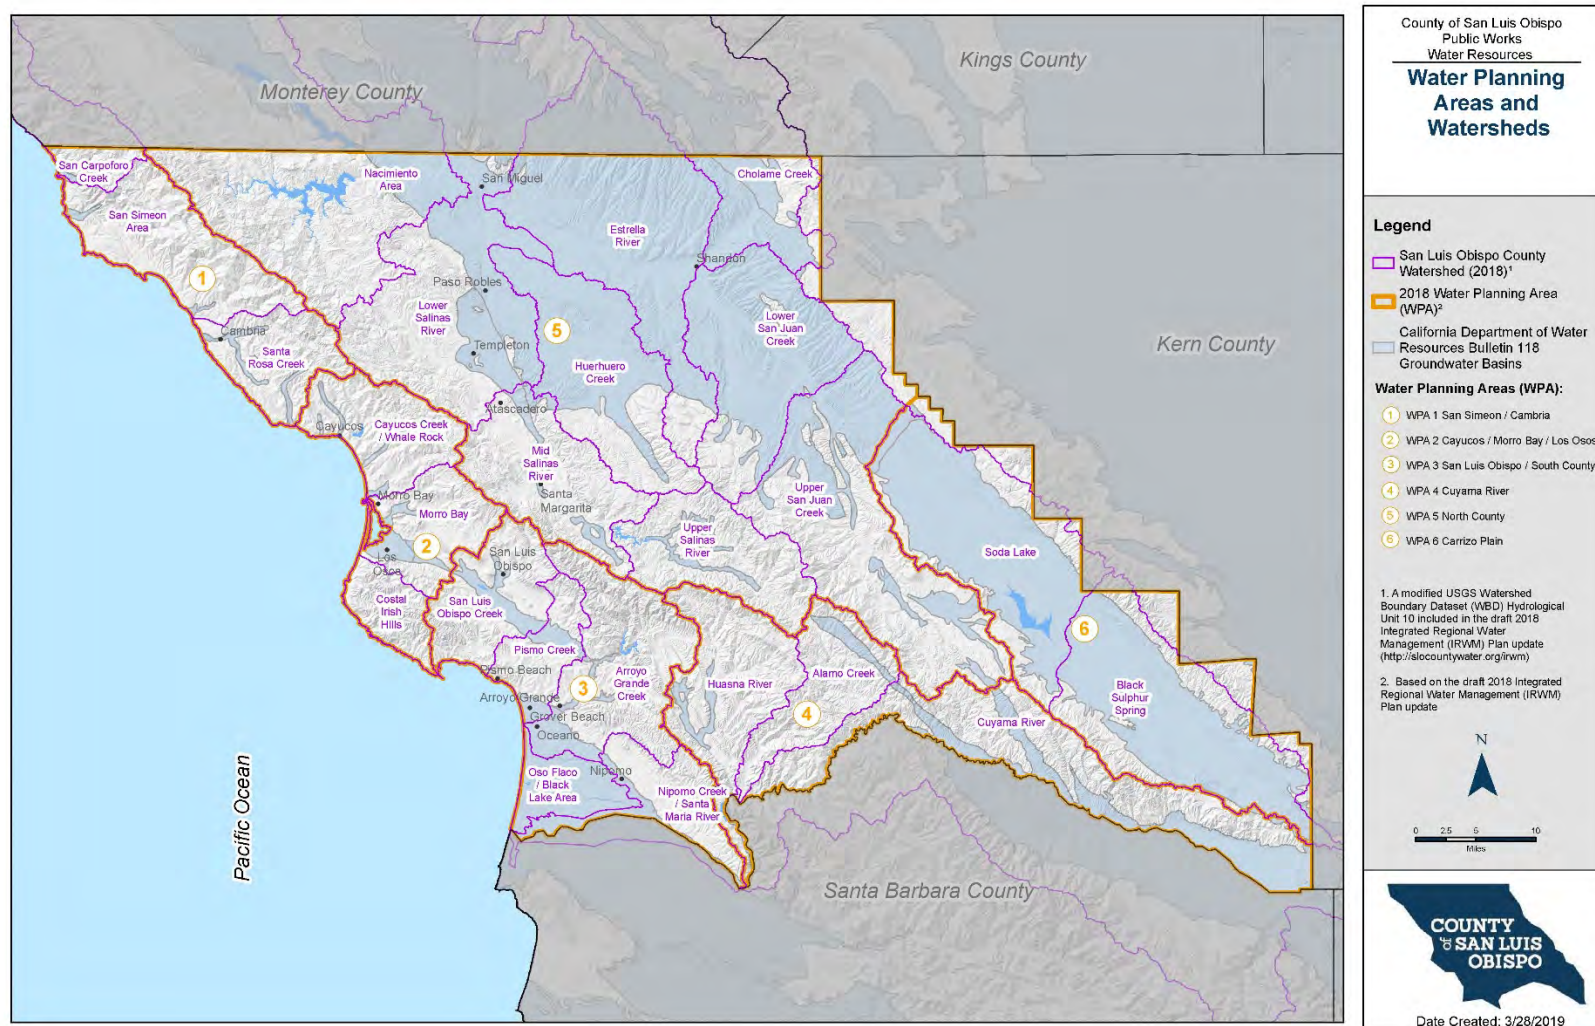 County of San Luis Obispo
Public Works
Water Resources
Water Planning
Areas and
Watersheds
Legend
San Luis Obispo County
Watershed (2018)¹
2018 Water Planning Area
(WPA)²
California Department of Water
Resources Bulletin 118
Groundwater Basins
Water Planning Areas (WPA):
1 WPA 1 San Simeon / Cambria
2 WPA 2 Cayucos / Morro Bay / Los Osos
3 WPA 3 San Luis Obispo / South County
4 WPA 4 Cuyama River
5 WPA 5 North County
6 WPA 6 Carrizo Plain
1. A modified USGS Watershed
Boundary Dataset (WBD) Hydrological
Unit 10 included in the draft 2018
Integrated Regional Water
Management (IRWM) Plan update
(http://slocountywater.org/irwm)
2. Based on the draft 2018 Integrated
Regional Water Management (IRWM)
Plan update
N
0 2.5 5 10
Miles
COUNTY
of SAN LUIS
OBISPO
Date Created: 3/28/2019
Kings County
Monterey County
Kern County
Santa Barbara County
Pacific Ocean
San Carpoforo
Creek
San Simeon
Area
1
Nacimiento
Area
San Miguel
Cholame Creek
Estrella
River
Shandon
Paso Robles
Lower
Salinas
River
5
Lower
San Juan
Creek
Templeton
Huerhuero
Creek
Cambria
Santa
Rosa Creek
Atascadero
Cayucos
Cayucos Creek
/ Whale Rock
Mid
Salinas
River
Santa
Margarita
Upper
San Juan
Creek
Morro Bay
Morro Bay
2
Los
Osos
San Luis
Obispo
Upper
Salinas
River
Soda Lake
Costal
Irish
Hills
San Luis
Obispo Creek
6
Pismo Creek
Pismo Beach
Arroyo
Grande
Creek
3
Huasna River
Alamo Creek
Black
Sulphur
Spring
Arroyo Grande
Grover Beach
Oceano
4
Cuyama River
Oso Flaco
/ Black
Lake Area
Nipomo
Nipomo Creek
/ Santa
Maria River